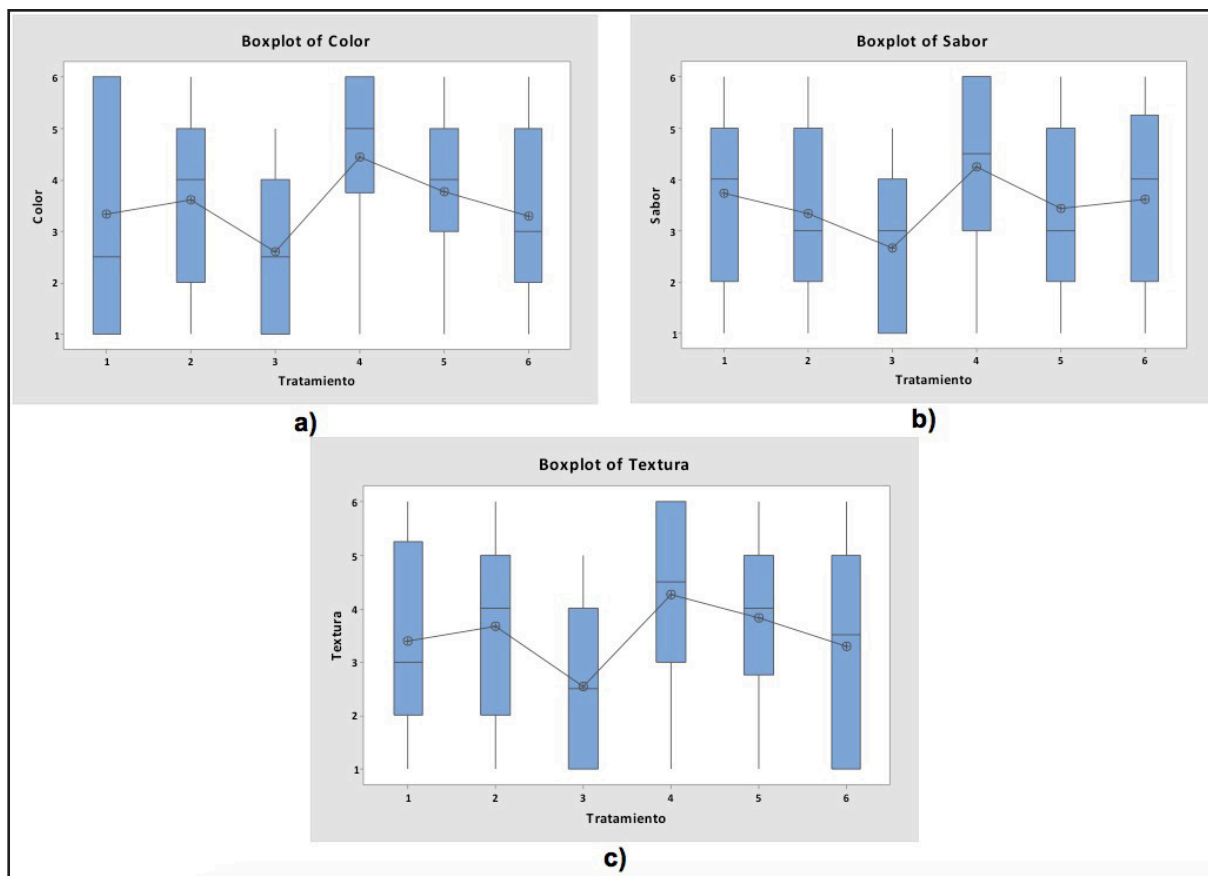 Boxplot of Color
6
5
4
3
2
1
Color
1 2 3 4 5 6
Tratamiento
a)
Boxplot of Sabor
6
5
4
3
2
1
Sabor
1 2 3 4 5 6
Tratamiento
b)
Boxplot of Textura
6
5
4
3
2
1
Textura
1 2 3 4 5 6
Tratamiento
c)